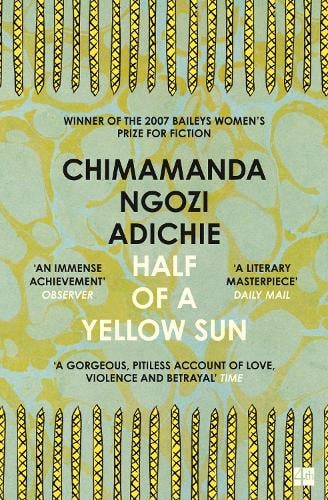 WINNER OF THE 2007 BAILEYS WOMEN'S
PRIZE FOR FICTION
CHIMAMANDA
NGOZI
ADICHIE
'AN IMMENSE
ACHIEVEMENT'
OBSERVER
HALF
OF A
YELLOW SUN
'A LITERARY
MASTERPIECE'
DAILY MAIL
'A GORGEOUS, PITILESS ACCOUNT OF LOVE,
VIOLENCE AND BETRAYAL' TIME